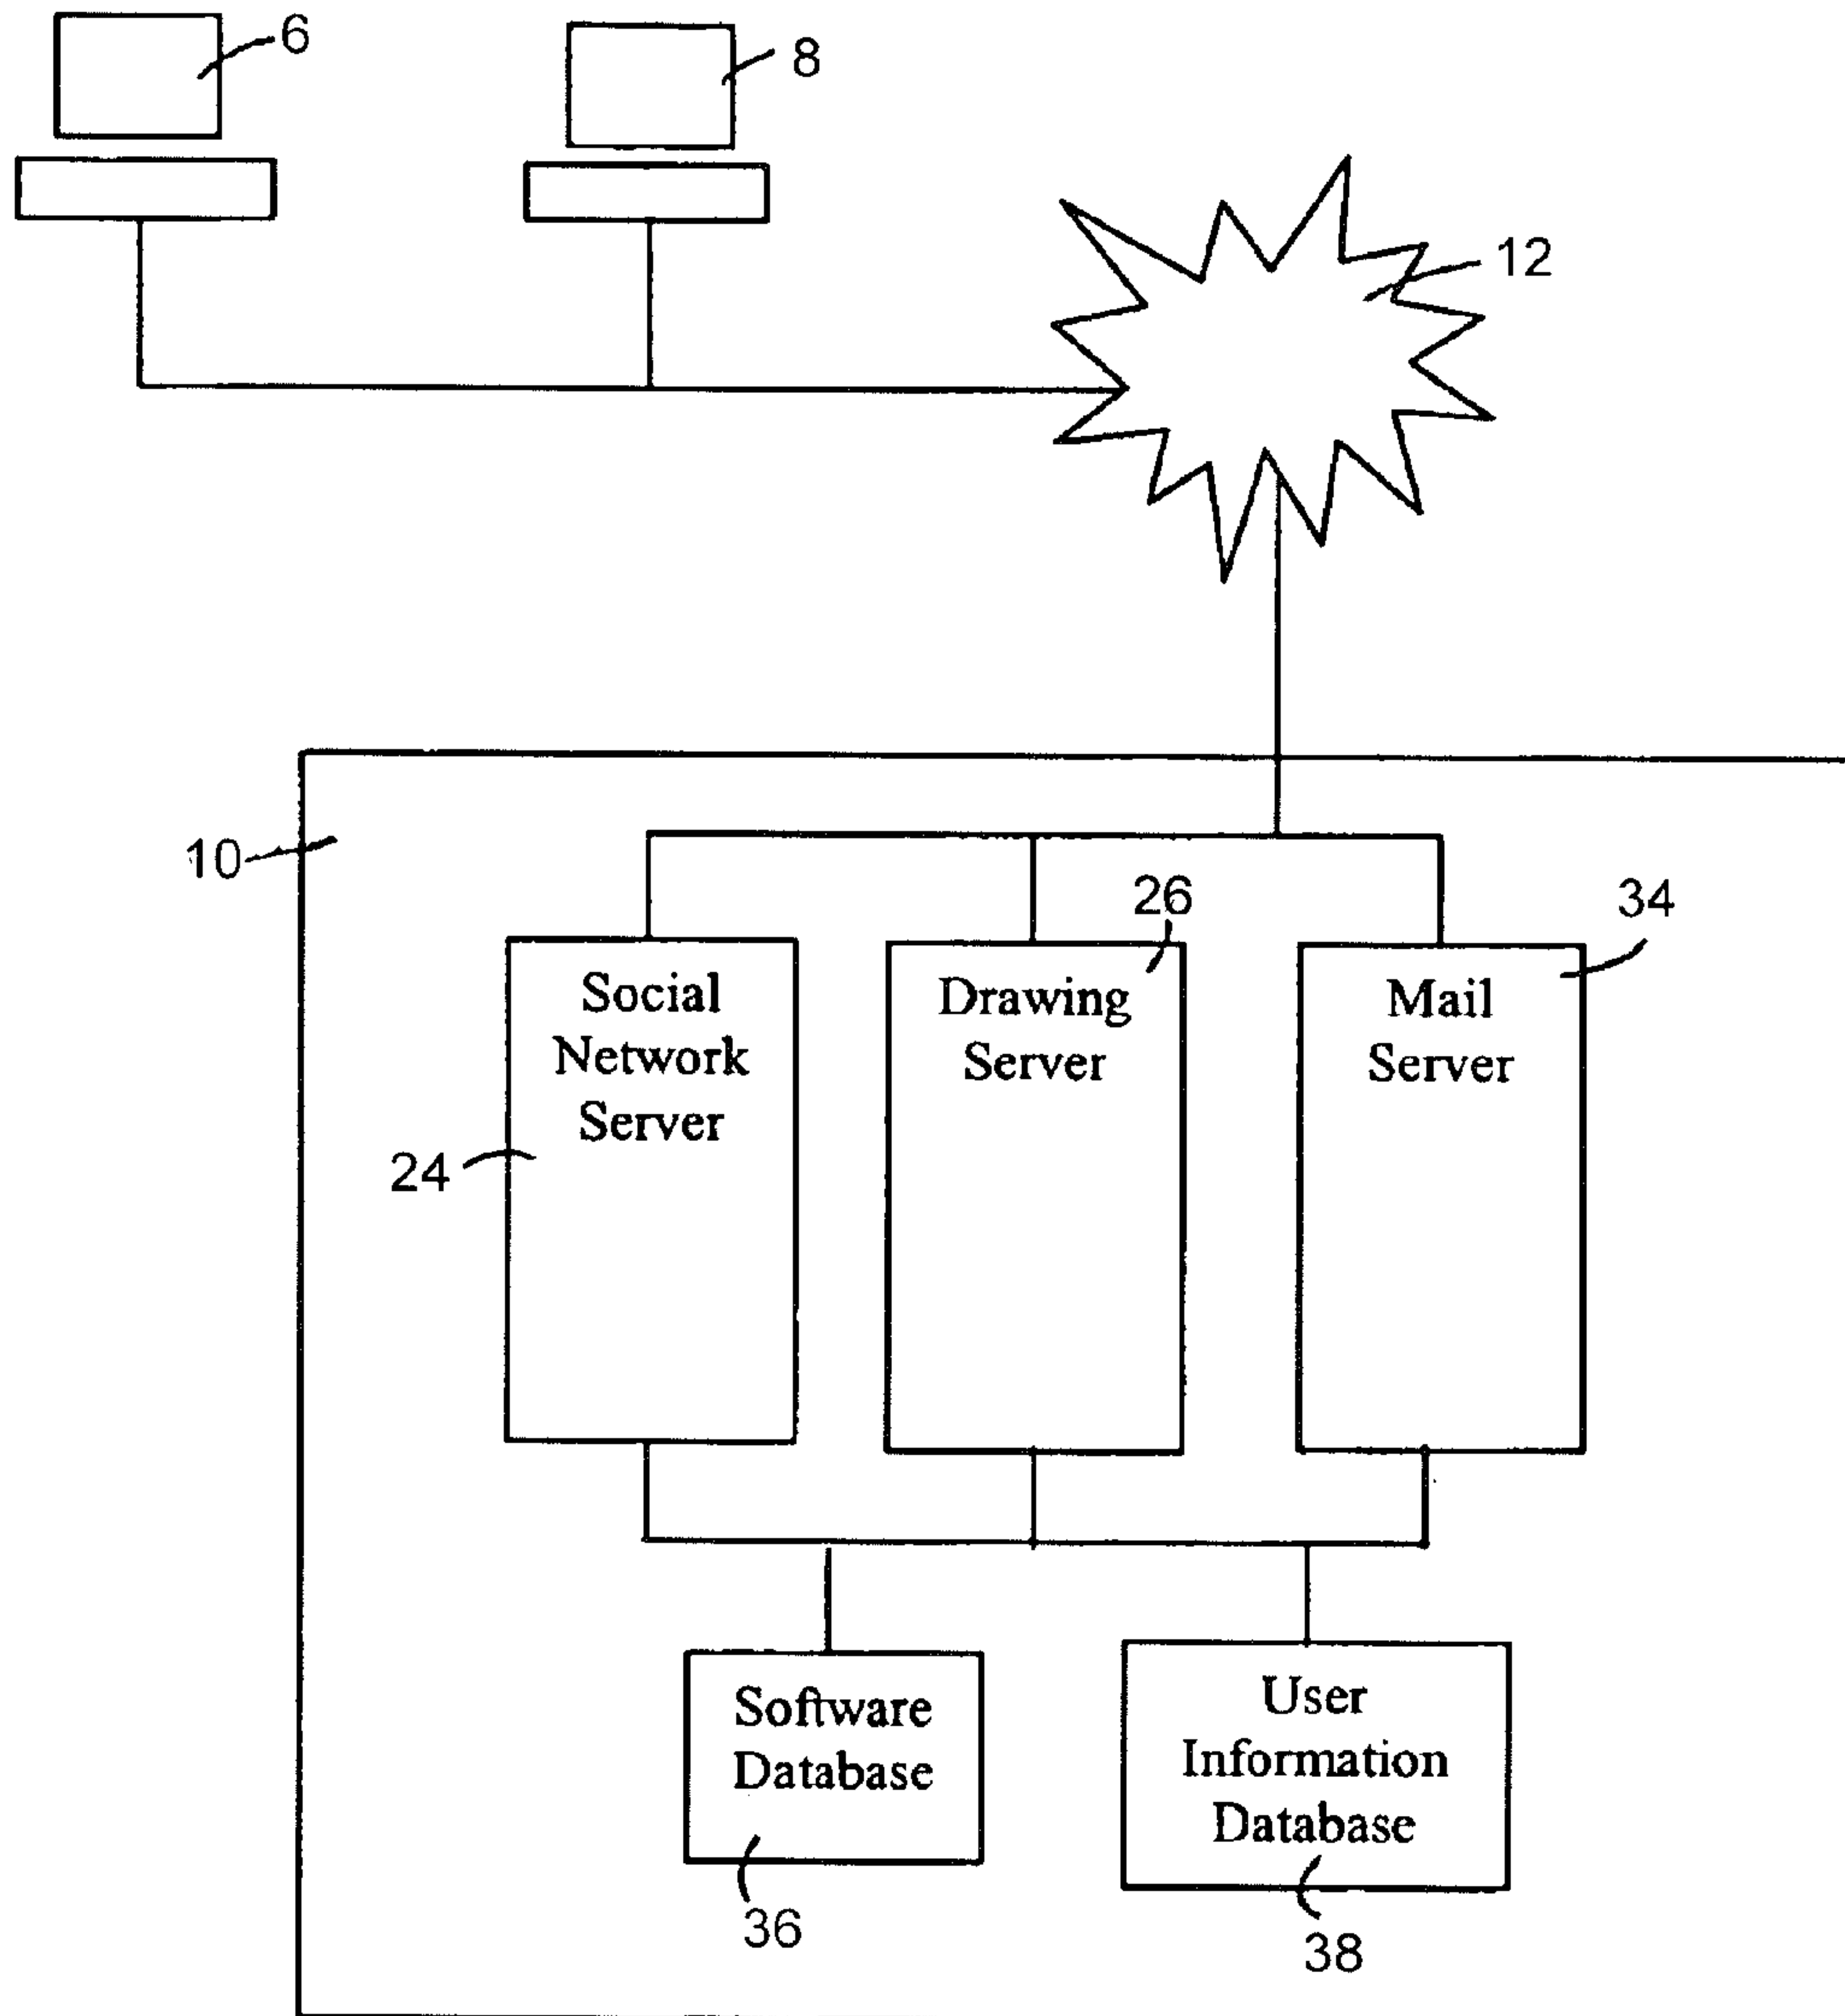 6
8
12
10
26
34
Social
Network
Server
Drawing
Server
Mail
Server
24
Software
Database
User
Information
Database
36
38